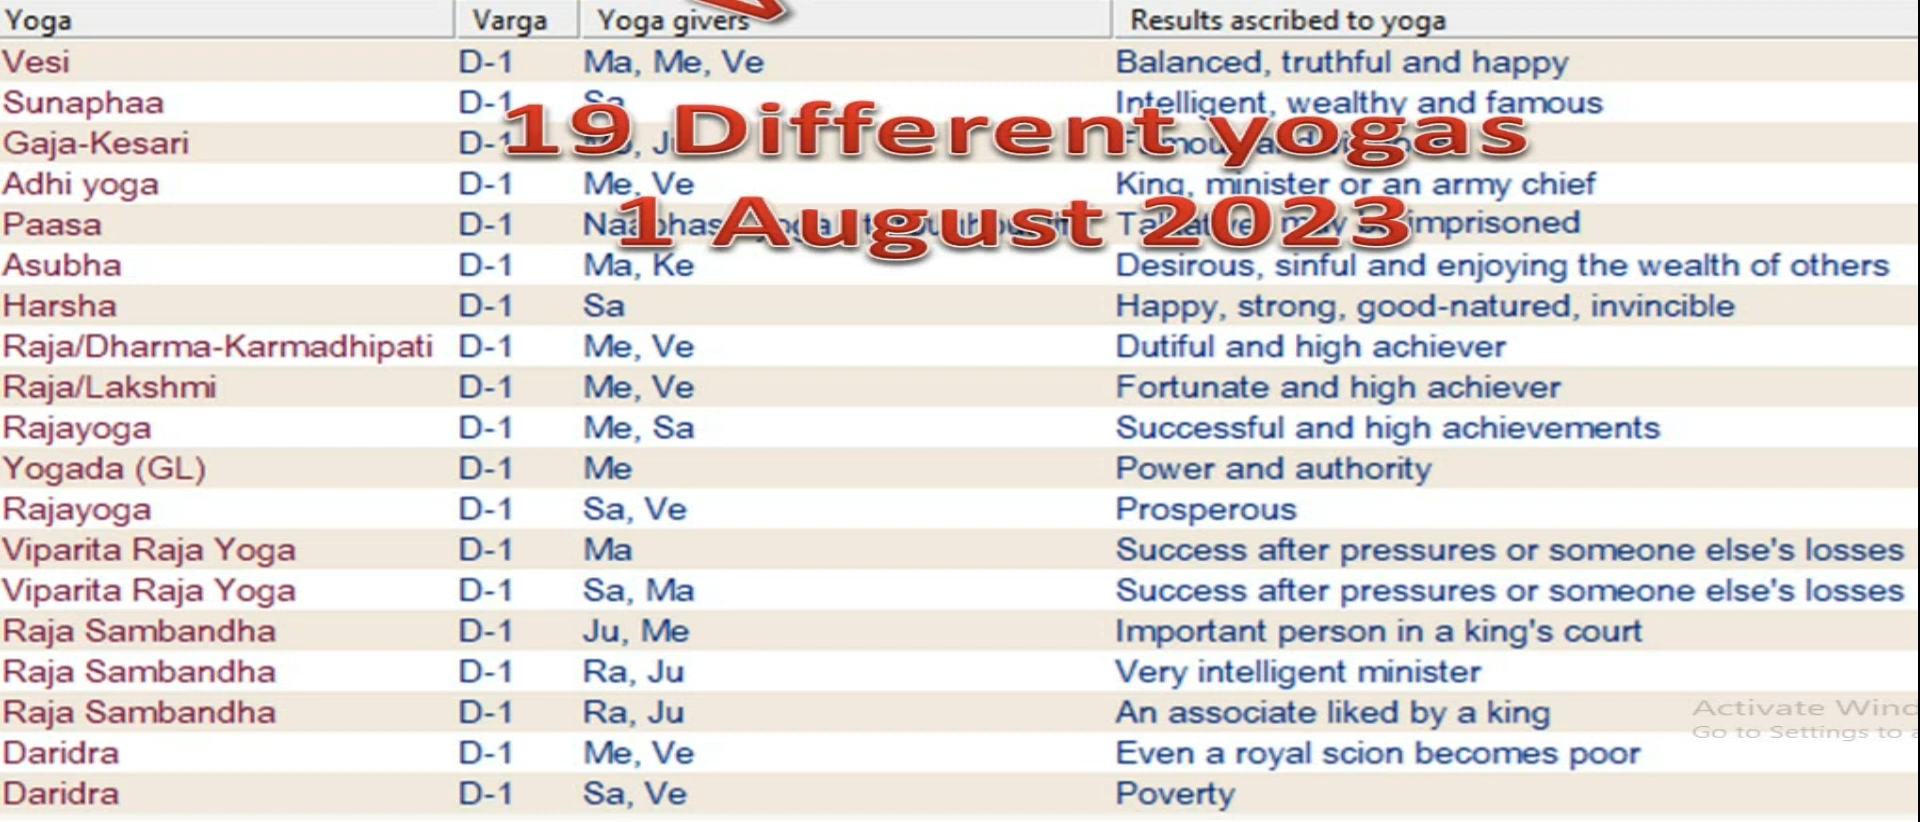 Yoga Varga Yoga givers Results ascribed to yoga
Vesi D-1 Ma, Me, Ve Balanced, truthful and happy
Sunaphaa D-1 Sa Intelligent, wealthy and famous
19 Different yogas
Gaja-Kesari D-1 Ju
Adhi yoga D-1 Me, Ve King, minister or an army chief
1 August 2023
Paasa D-1 imprisoned
Asubha D-1 Ma, Ke Desirous, sinful and enjoying the wealth of others
Harsha D-1 Sa Happy, strong, good-natured, invincible
Raja/Dharma-Karmadhipati D-1 Me, Ve Dutiful and high achiever
Raja/Lakshmi D-1 Me, Ve Fortunate and high achiever
Rajayoga D-1 Me, Sa Successful and high achievements
Yogada (GL) D-1 Me Power and authority
Rajayoga D-1 Sa, Ve Prosperous
Viparita Raja Yoga D-1 Ma Success after pressures or someone else's losses
Viparita Raja Yoga D-1 Sa, Ma Success after pressures or someone else's losses
Raja Sambandha D-1 Ju, Me Important person in a king's court
Raja Sambandha D-1 Ra, Ju Very intelligent minister
Raja Sambandha D-1 Ra, Ju An associate liked by a king
Activate Wind
Go to Settings to a
Daridra D-1 Me, Ve Even a royal scion becomes poor
Daridra D-1 Sa, Ve Poverty